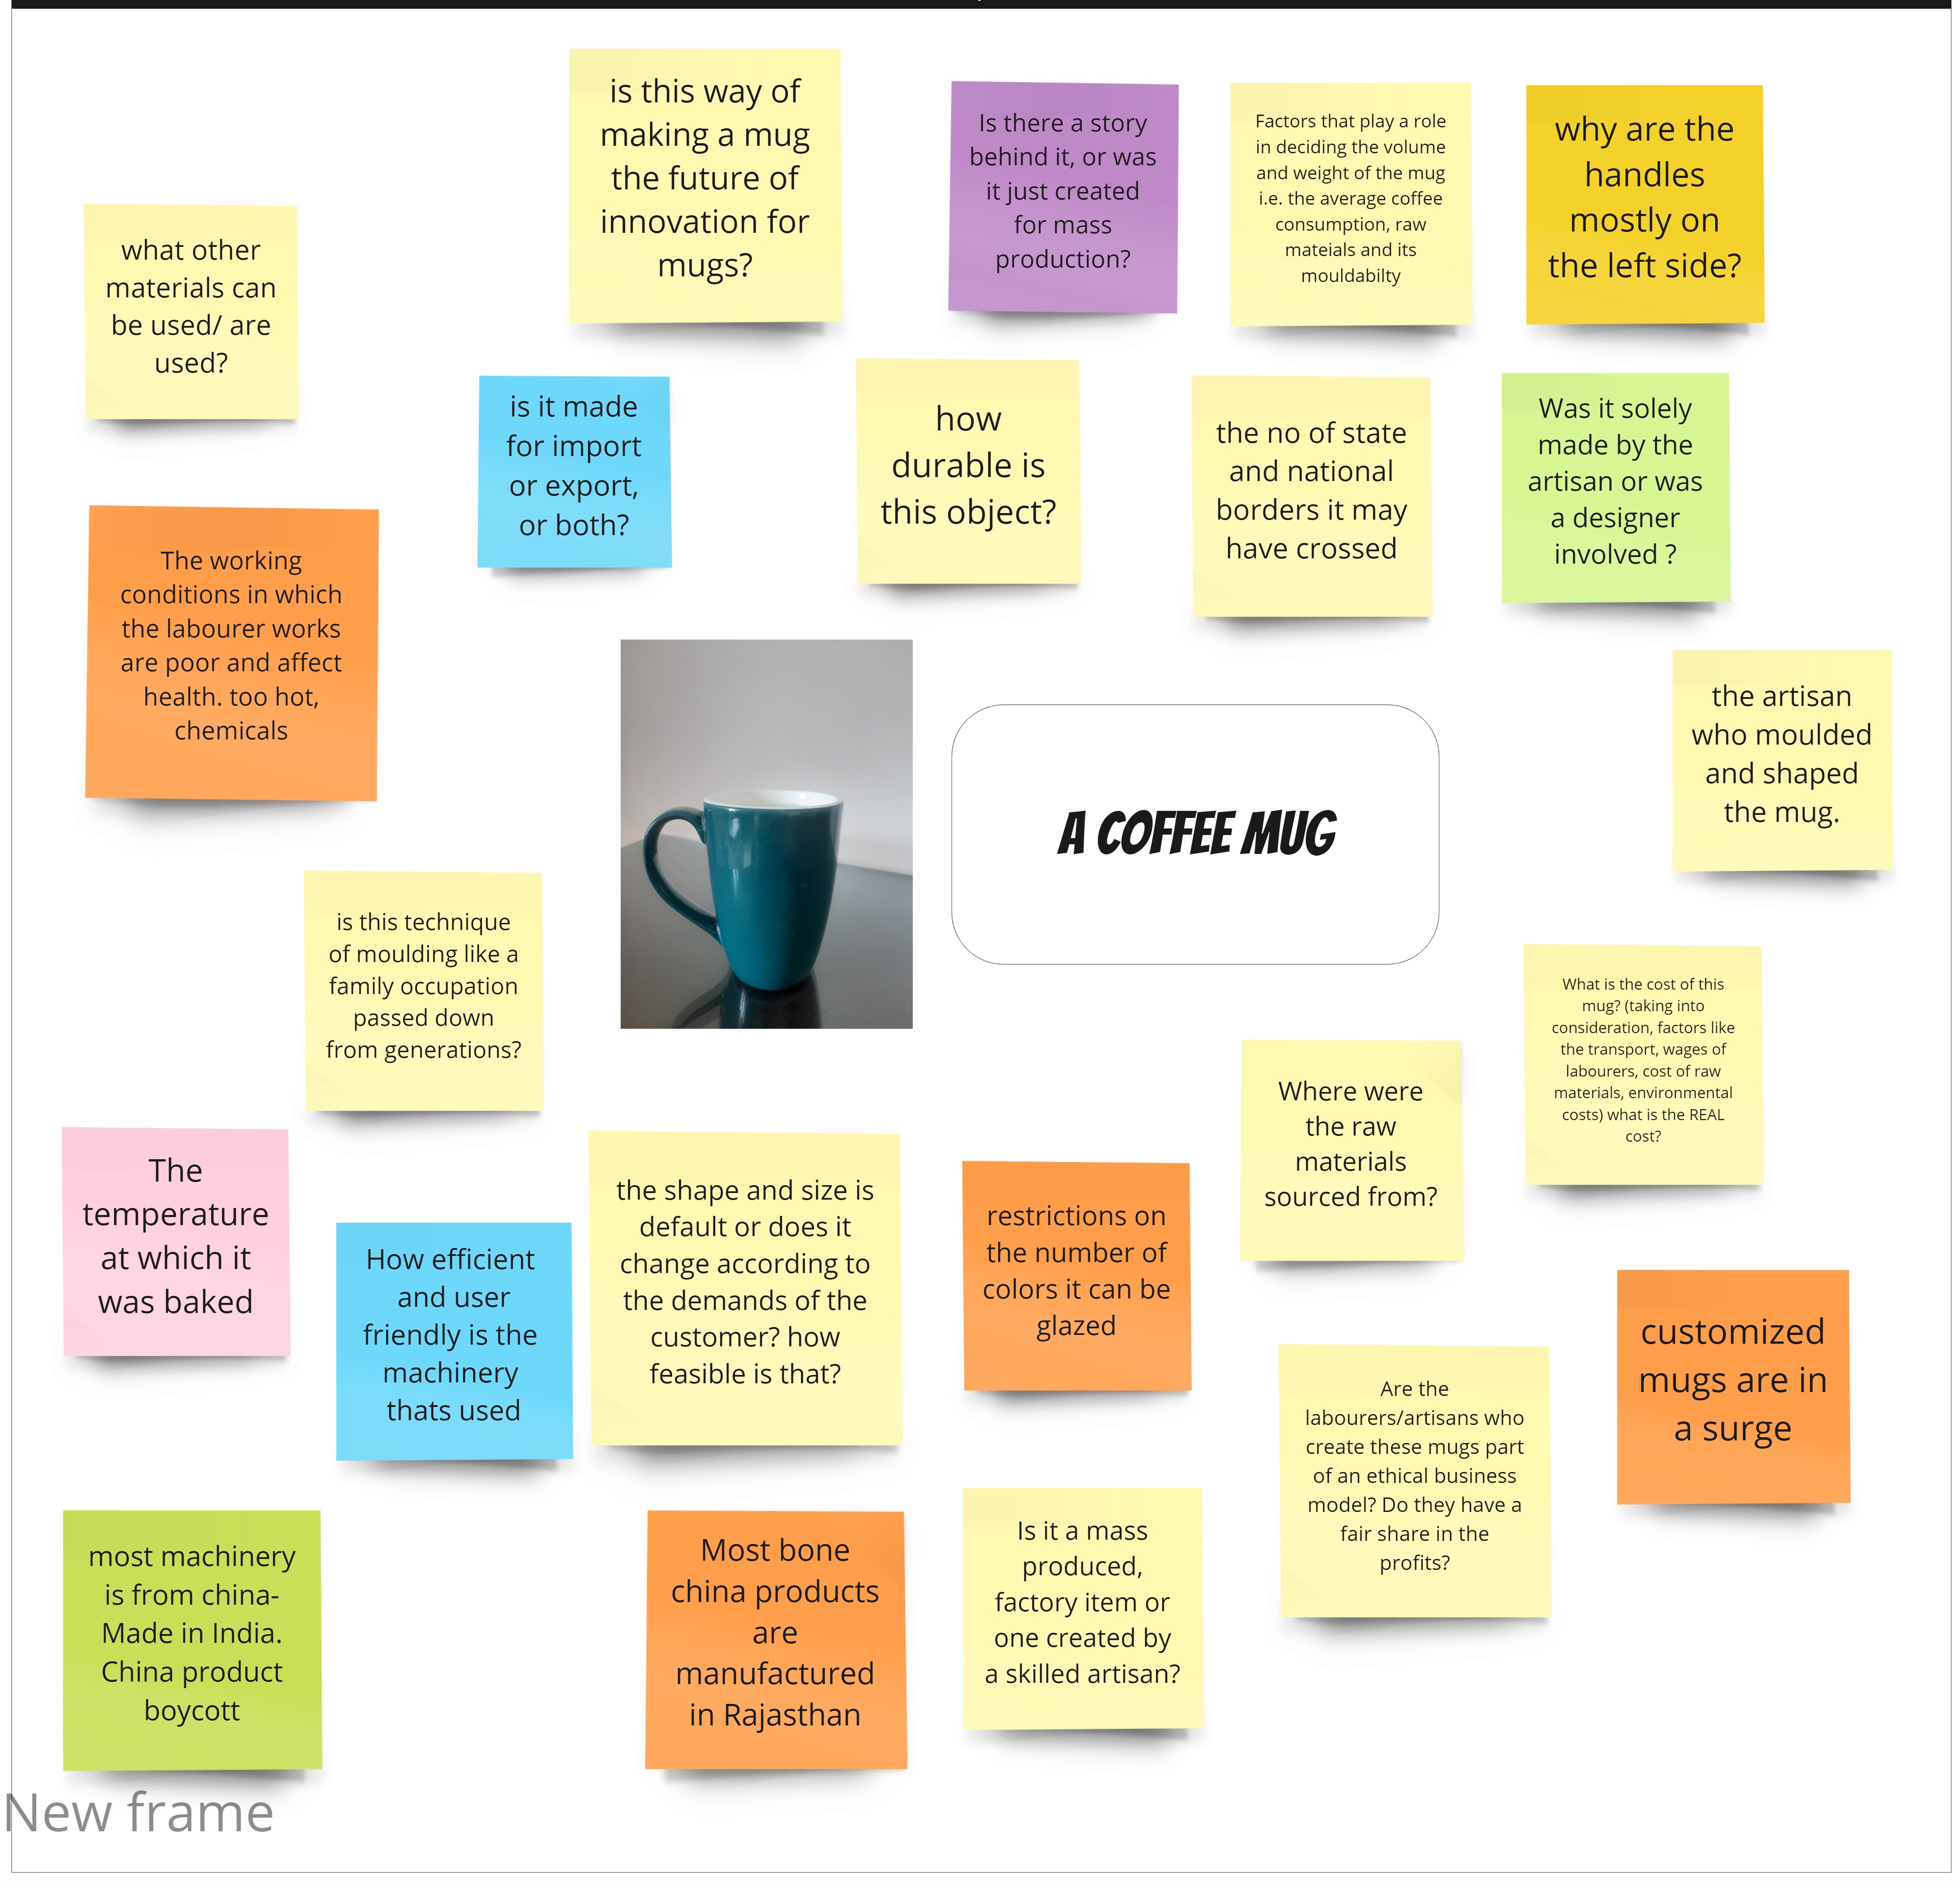 is this way of
making a mug
the future of
innovation for
mugs?
Is there a story
behind it, or was
it just created
for mass
production?
Factors that play a role
in deciding the volume
and weight of the mug
i.e. the average coffee
consumption, raw
mateials and its
mouldabilty
why are the
handles
mostly on
the left side?
what other
materials can
be used/ are
used?
is it made
for import
or export,
or both?
how
durable is
this object?
the no of state
and national
borders it may
have crossed
Was it solely
made by the
artisan or was
a designer
involved ?
The working
conditions in which
the labourer works
are poor and affect
health. too hot,
chemicals
the artisan
who moulded
and shaped
the mug.
A COFFEE MUG
is this technique
of moulding like a
family occupation
passed down
from generations?
What is the cost of this
mug? (taking into
consideration, factors like
the transport, wages of
labourers, cost of raw
materials, environmental
costs) what is the REAL
cost?
Where were
the raw
materials
sourced from?
The
temperature
at which it
was baked
How efficient
and user
friendly is the
machinery
thats used
the shape and size is
default or does it
change according to
the demands of the
customer? how
feasible is that?
restrictions on
the number of
colors it can be
glazed
customized
mugs are in
a surge
Are the
labourers/artisans who
create these mugs part
of an ethical business
model? Do they have a
fair share in the
profits?
most machinery
is from china-
Made in India.
China product
boycott
Most bone
china products
are
manufactured
in Rajasthan
Is it a mass
produced,
factory item or
one created by
a skilled artisan?
New frame